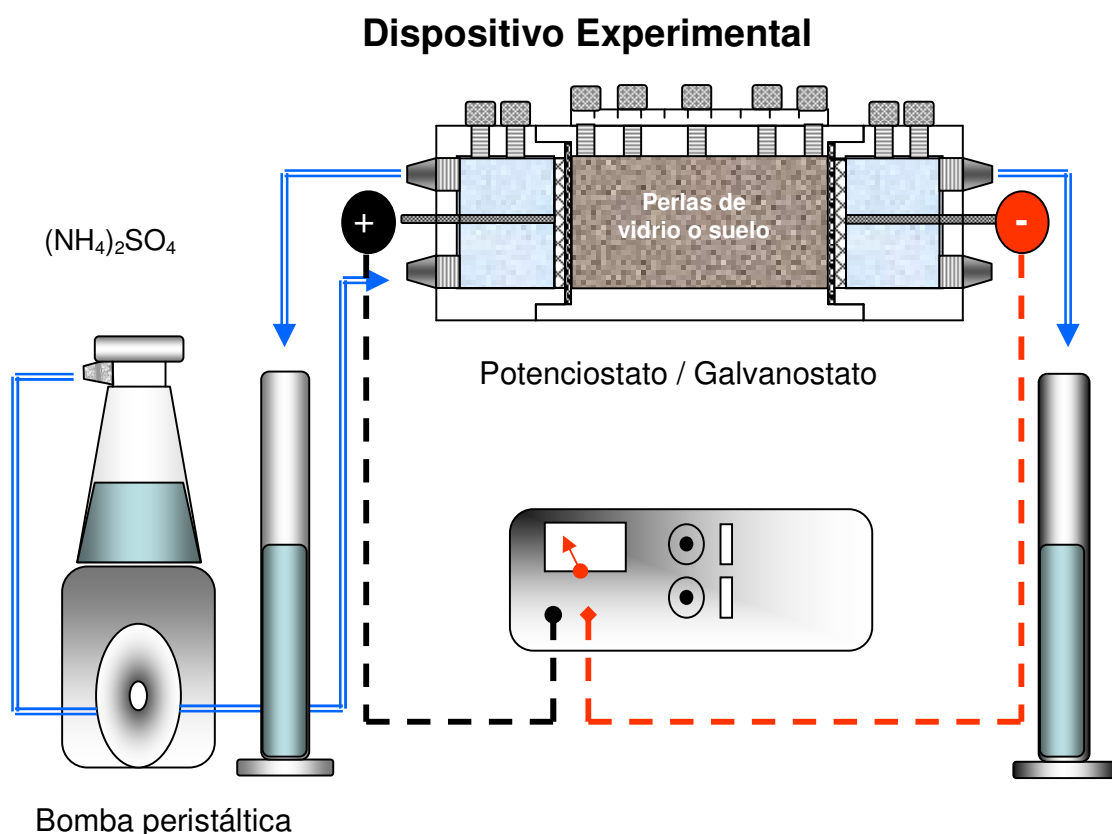 Dispositivo Experimental
Perlas de
vidrio o suelo
+
-
(NH₄)₂SO₄
Potenciostato / Galvanostato
Bomba peristáltica